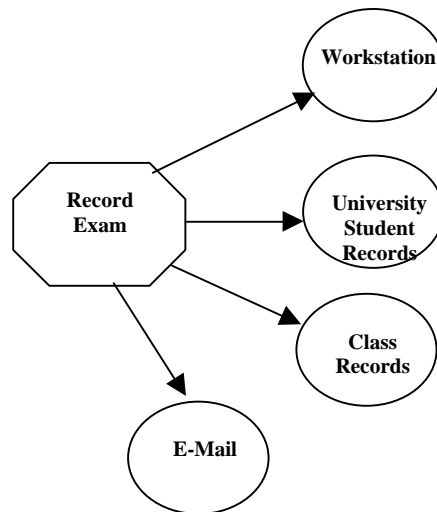 Workstation
Record
Exam
University
Student
Records
Class
Records
E-Mail